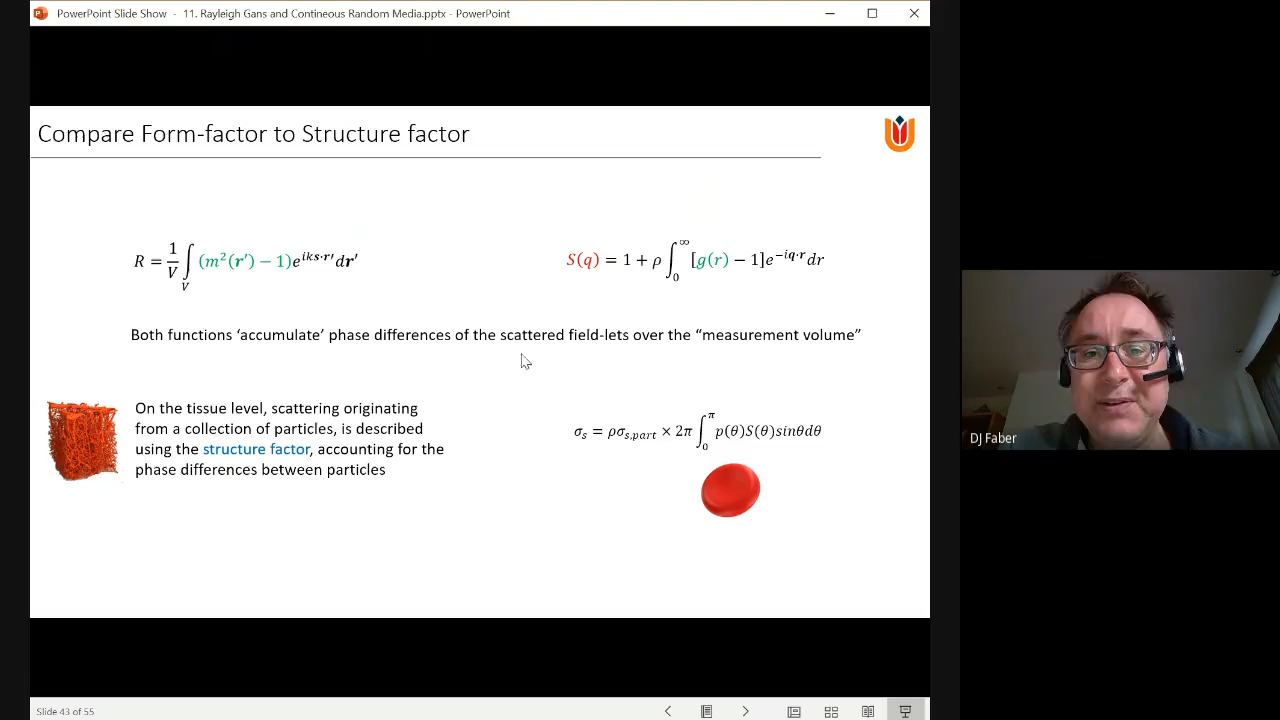 PowerPoint Slide Show - 11. Rayleigh Gans and Contineous Random Media.pptx - PowerPoint
Compare Form-factor to Structure factor
R = 1/V ∫_V (m²(r′) − 1)e^{iks·r′}dr′
S(q) = 1 + ρ ∫_0^∞ [g(r) − 1]e^{−iq·r}dr
Both functions ‘accumulate’ phase differences of the scattered field-lets over the “measurement volume”
On the tissue level, scattering originating
from a collection of particles, is described
using the structure factor, accounting for the
phase differences between particles
σ_s = ρσ_{s,part} × 2π ∫_0^π p(θ)S(θ)sinθdθ
DJ Faber
Slide 43 of 55